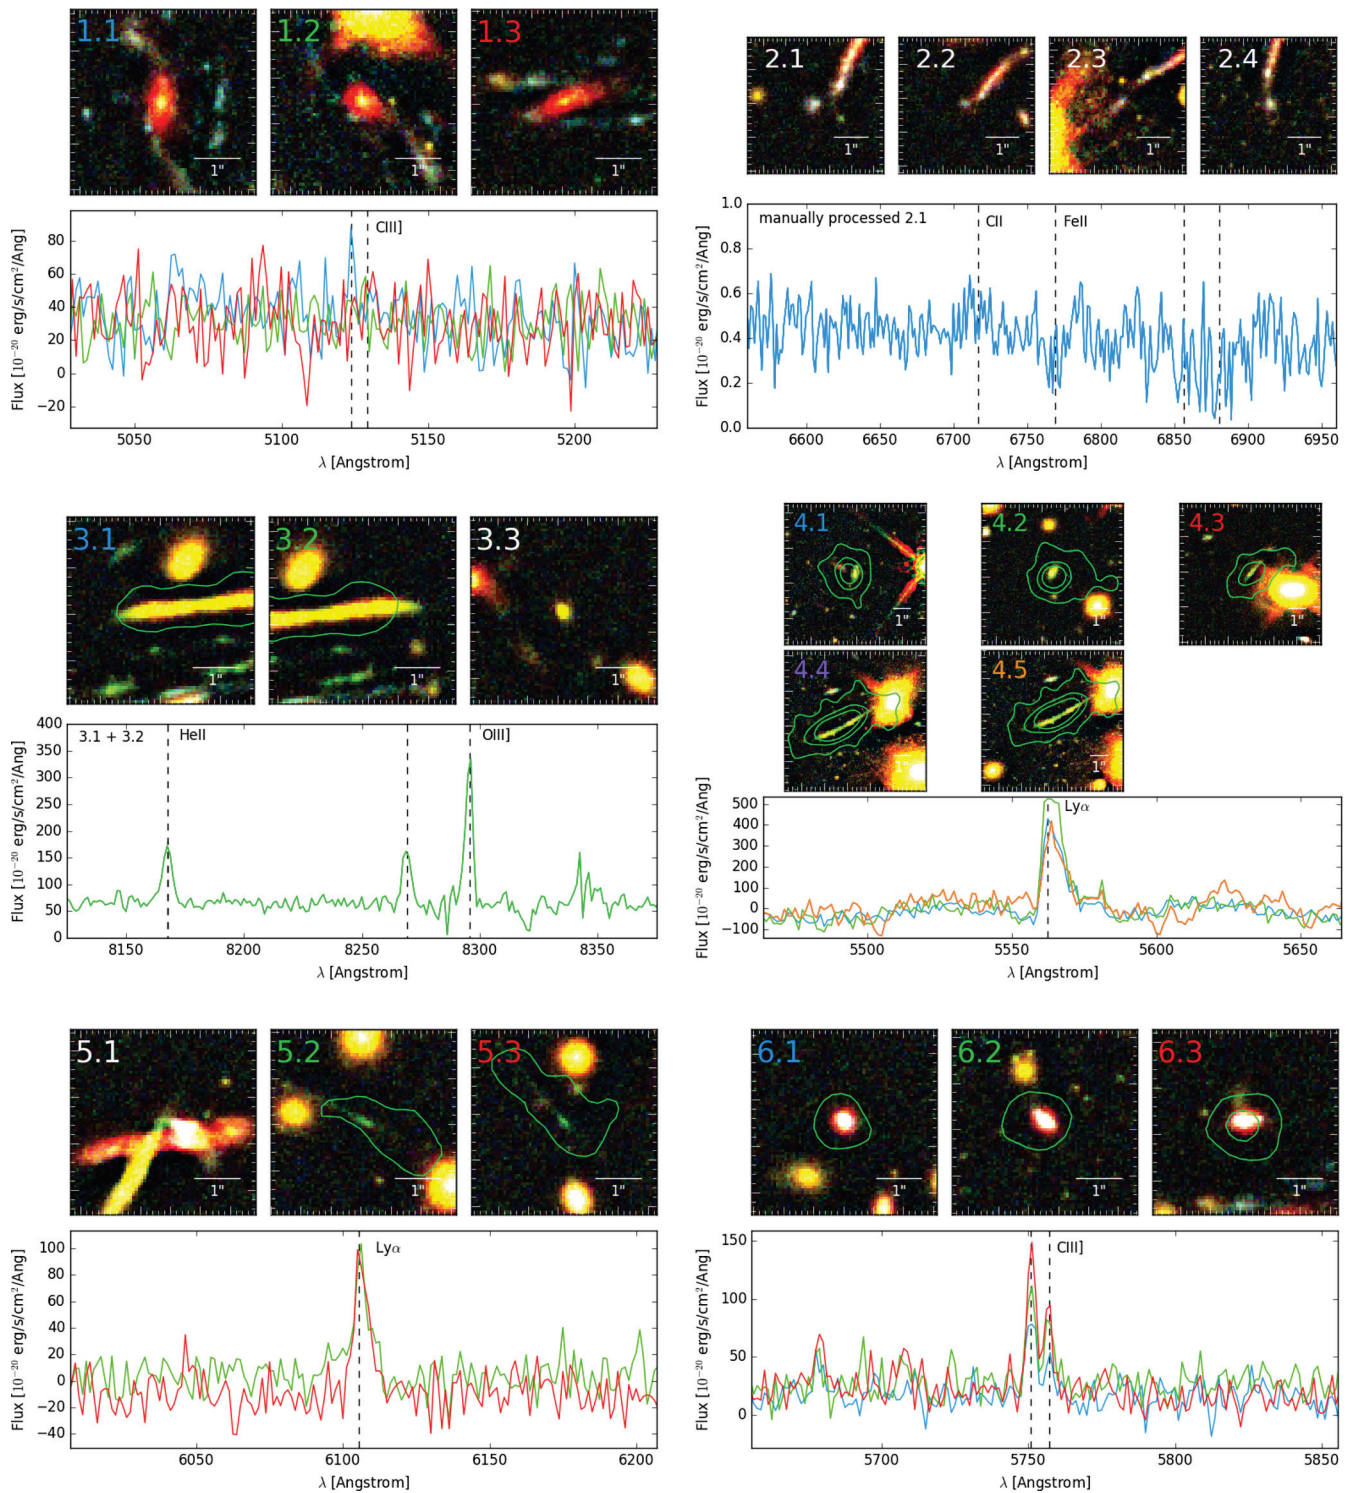 1.1 1.2 1.3
1" 1" 1"
CIII]
80
60
40
20
0
−20
Flux [10⁻²⁰ erg/s/cm²/Ang]
5050 5100 5150 5200
λ [Angstrom]
2.1 2.2 2.3 2.4
1" 1" 1" 1"
manually processed 2.1 CII FeII
1.0
0.8
0.6
0.4
0.2
0.0
Flux [10⁻²⁰ erg/s/cm²/Ang]
6600 6650 6700 6750 6800 6850 6900 6950
λ [Angstrom]
3.1 3.2 3.3
1" 1" 1"
3.1 + 3.2 HeII OIII]
400
350
300
250
200
150
100
50
0
Flux [10⁻²⁰ erg/s/cm²/Ang]
8150 8200 8250 8300 8350
λ [Angstrom]
4.1 4.2 4.3
1" 1" 1"
4.4 4.5
1" 1"
Lyα
500
400
300
200
100
0
−100
Flux [10⁻²⁰ erg/s/cm²/Ang]
5500 5550 5600 5650
λ [Angstrom]
5.1 5.2 5.3
1" 1" 1"
Lyα
100
80
60
40
20
0
−20
−40
Flux [10⁻²⁰ erg/s/cm²/Ang]
6050 6100 6150 6200
λ [Angstrom]
6.1 6.2 6.3
1" 1" 1"
CIII]
150
100
50
0
Flux [10⁻²⁰ erg/s/cm²/Ang]
5700 5750 5800 5850
λ [Angstrom]